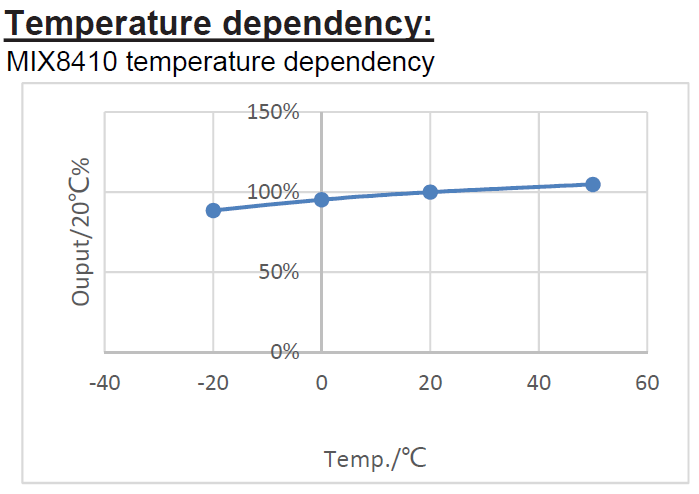 Temperature dependency:
MIX8410 temperature dependency
150%
100%
50%
0%
Ouput/20℃%
-40 -20 0 20 40 60
Temp./℃